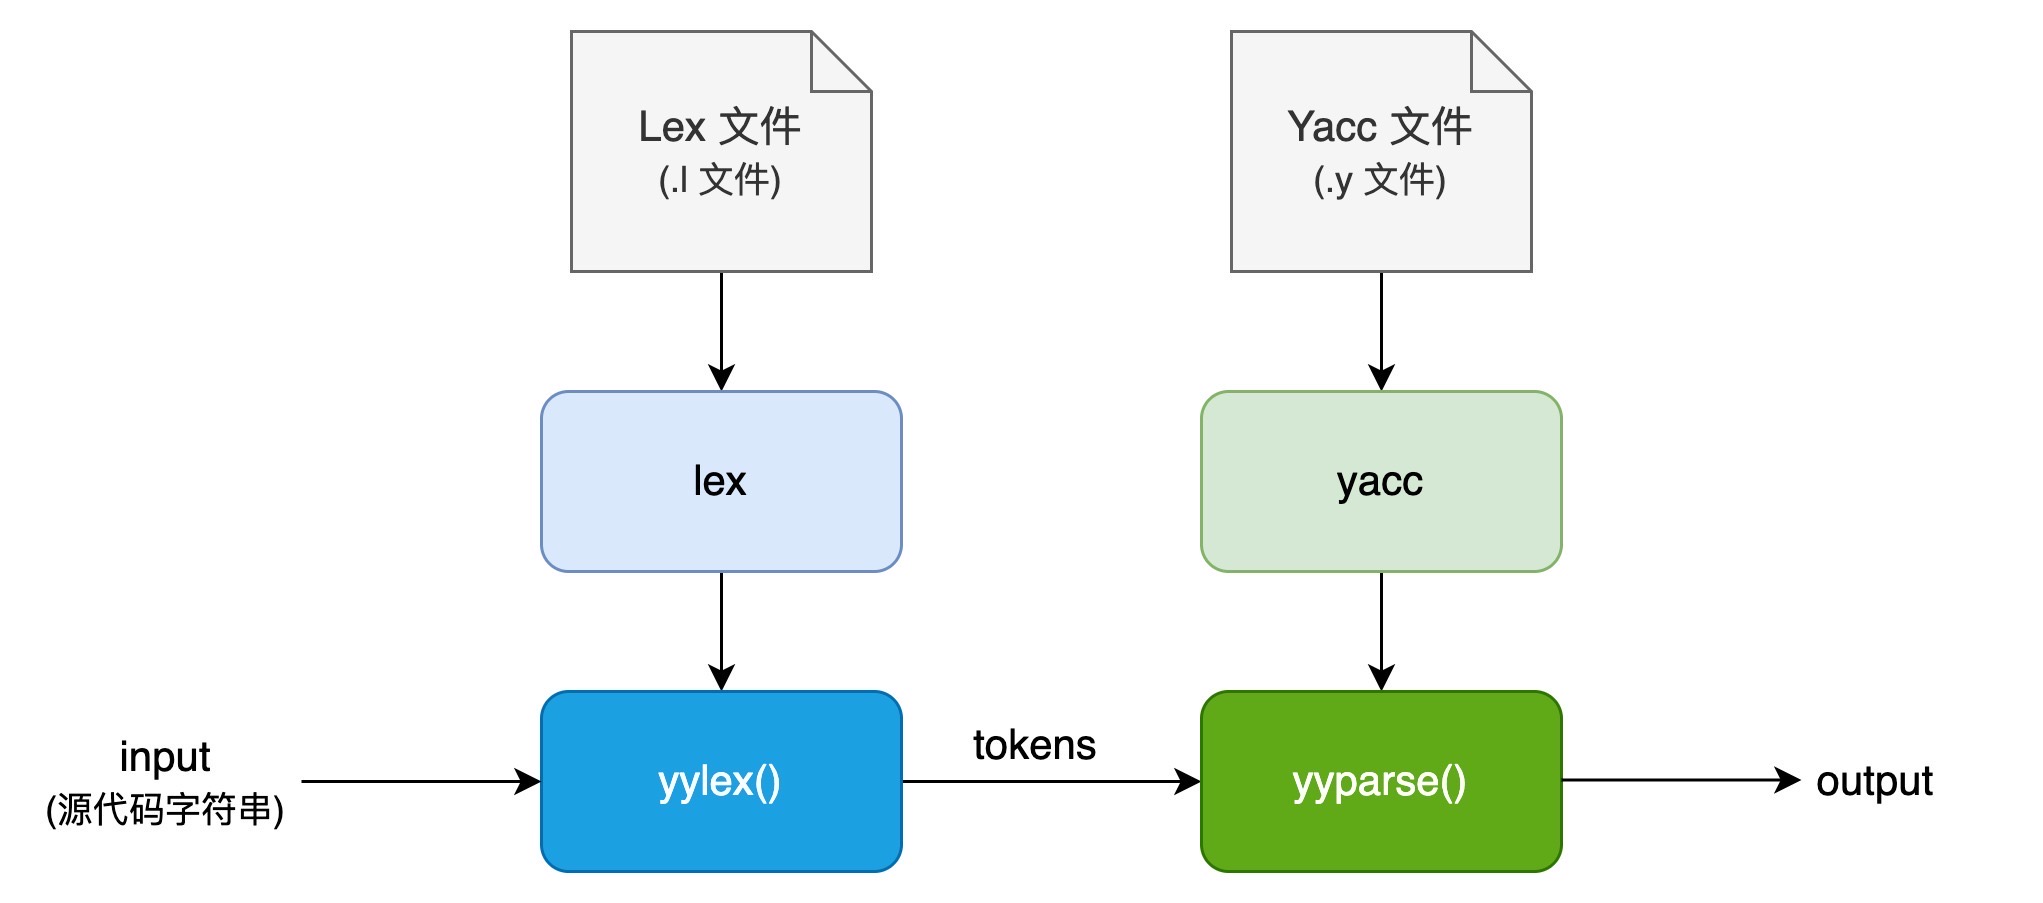 Lex 文件
(.l 文件)
Yacc 文件
(.y 文件)
lex
yacc
input
(源代码字符串)
yylex()
tokens
yyparse()
output